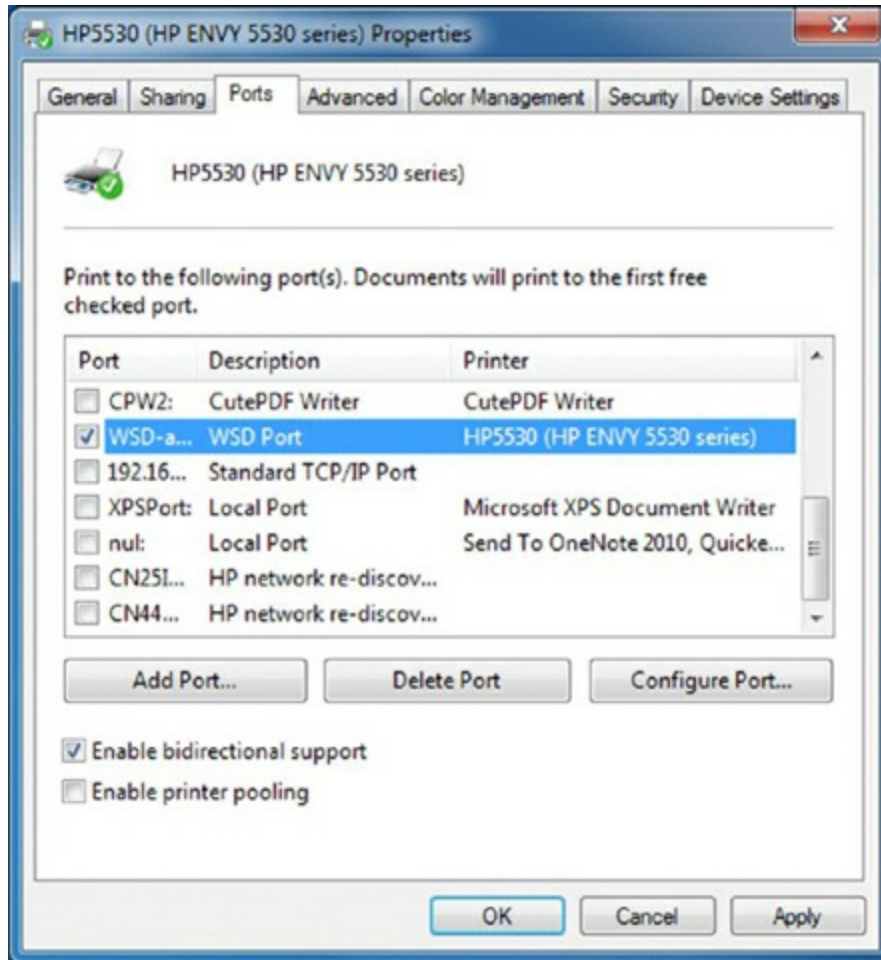 HP5530 (HP ENVY 5530 series) Properties
General Sharing Ports Advanced Color Management Security Device Settings
HP5530 (HP ENVY 5530 series)
Print to the following port(s). Documents will print to the first free
checked port.
Port Description Printer
CPW2: CutePDF Writer CutePDF Writer
WSD-a... WSD Port HP5530 (HP ENVY 5530 series)
192.16... Standard TCP/IP Port
XPSPort: Local Port Microsoft XPS Document Writer
nul: Local Port Send To OneNote 2010, Quicke...
CN25I... HP network re-discov...
CN44... HP network re-discov...
Add Port... Delete Port Configure Port...
Enable bidirectional support
Enable printer pooling
OK Cancel Apply